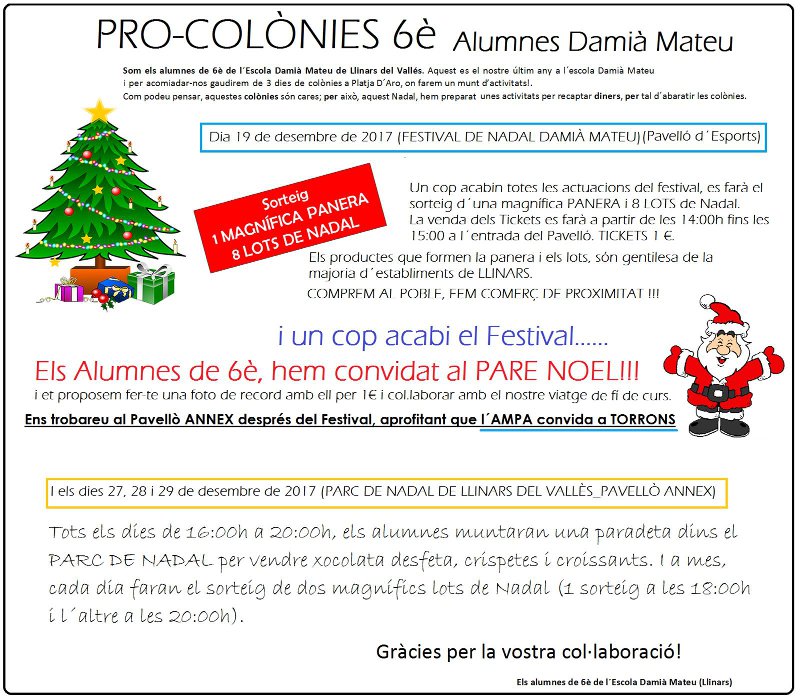 PRO-COLÒNIES 6è Alumnes Damià Mateu
Som els alumnes de 6è de l´Escola Damià Mateu de Llinars del Vallés. Aquest es el nostre últim any a l´escola Damià Mateu
i per acomiadar-nos gaudirem de 3 dies de colònies a Platja D´Aro, on farem un munt d'activitats!.
Com podeu pensar, aquestes colònies són cares; per això, aquest Nadal, hem preparat unes activitats per recaptar diners, per tal d´abaratir les colònies.
Dia 19 de desembre de 2017 (FESTIVAL DE NADAL DAMIÀ MATEU)(Pavelló d´Esports)
Sorteig
1 MAGNÍFICA PANERA
8 LOTS DE NADAL
Un cop acabin totes les actuacions del festival, es farà el
sorteig d´una magnífica PANERA i 8 LOTS de Nadal.
La venda dels Tickets es farà a partir de les 14:00h fins les
15:00 a l´entrada del Pavelló. TICKETS 1 €.
Els productes que formen la panera i els lots, són gentilesa de la
majoria d´establiments de LLINARS.
COMPREM AL POBLE, FEM COMERÇ DE PROXIMITAT !!!
i un cop acabi el Festival......
Els Alumnes de 6è, hem convidat al PARE NOEL!!!
i et proposem fer-te una foto de record amb ell per 1€ i col.laborar amb el nostre viatge de fi de curs.
Ens trobareu al Pavellò ANNEX després del Festival, aprofitant que l´AMPA convida a TORRONS
I els dies 27, 28 i 29 de desembre de 2017 (PARC DE NADAL DE LLINARS DEL VALLÈS_PAVELLÒ ANNEX)
Tots els dies de 16:00h a 20:00h, els alumnes muntaran una paradeta dins el
PARC DE NADAL per vendre xocolata desfeta, crispetes i croissants. I a mes,
cada dia faran el sorteig de dos magnífics lots de Nadal (1 sorteig a les 18:00h
i l´altre a les 20:00h).
Gràcies per la vostra col·laboració!
Els alumnes de 6è de l´Escola Damià Mateu (Llinars)